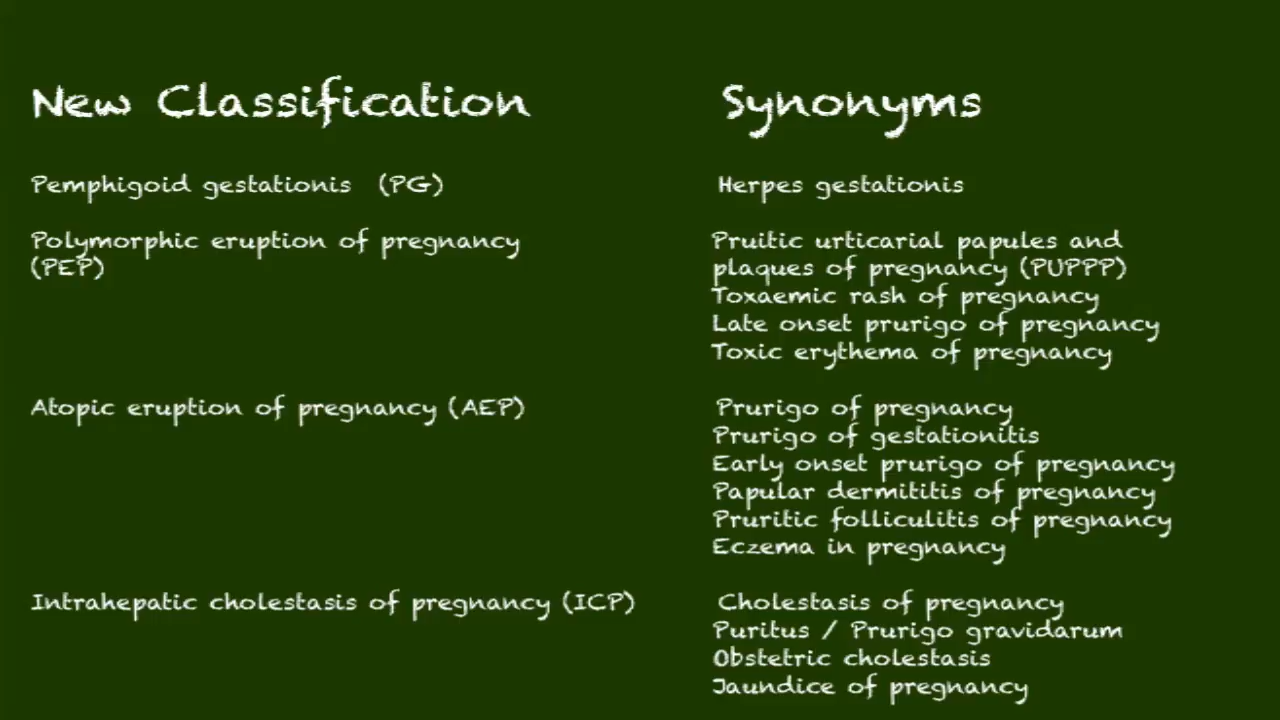 New Classification
Synonyms
Pemphigoid gestationis (PG)
Herpes gestationis
Polymorphic eruption of pregnancy
(PEP)
Pruitic urticarial papules and
plaques of pregnancy (PUPPP)
Toxaemic rash of pregnancy
Late onset prurigo of pregnancy
Toxic erythema of pregnancy
Atopic eruption of pregnancy (AEP)
Prurigo of pregnancy
Prurigo of gestationitis
Early onset prurigo of pregnancy
Papular dermititis of pregnancy
Pruritic folliculitis of pregnancy
Eczema in pregnancy
Intrahepatic cholestasis of pregnancy (ICP)
Cholestasis of pregnancy
Puritus / Prurigo gravidarum
Obstetric cholestasis
Jaundice of pregnancy